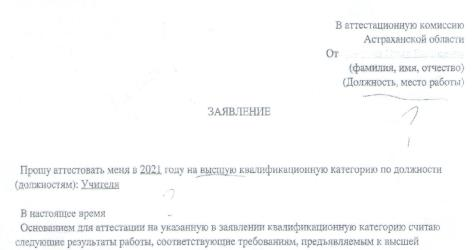 В аттестационную комиссию
Астраханской области
От
(фамилия, имя, отчество)
(Должность, место работы)
ЗАЯВЛЕНИЕ
Прошу аттестовать меня в 2021 году на высшую квалификационную категорию по должности
(должностям): Учителя
В настоящее время
Основанием для аттестации на указанную в заявлении квалификационную категорию считаю
следующие результаты работы, соответствующие требованиям, предъявляемым к высшей